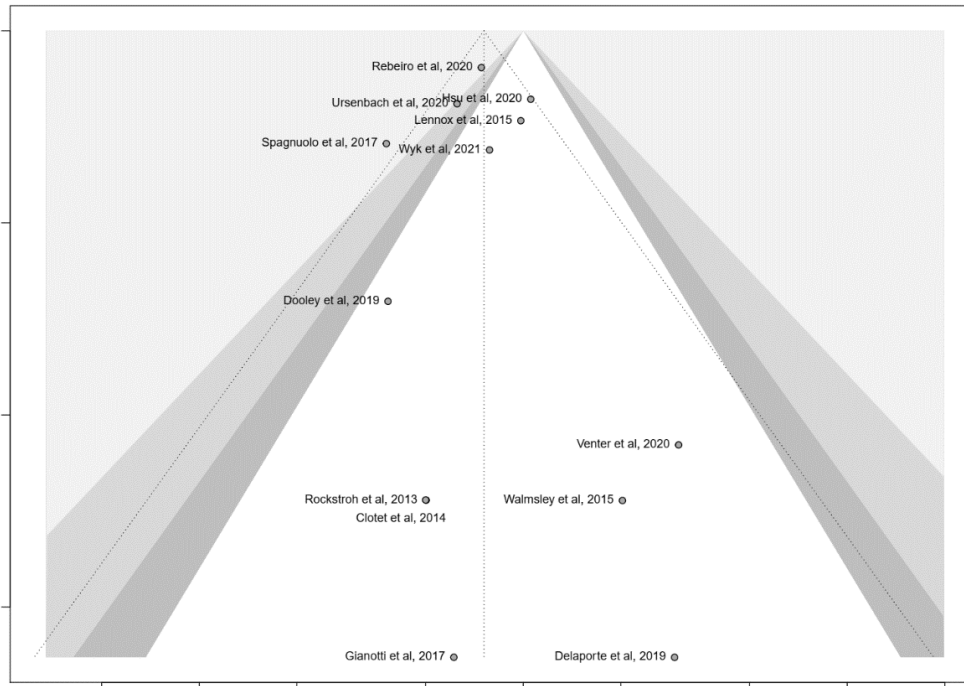 Rebeiro et al, 2020
Ursenbach et al, 2020
Hsu et al, 2020
Lennox et al, 2015
Spagnuolo et al, 2017
Wyk et al, 2021
Dooley et al, 2019
Venter et al, 2020
Rockstroh et al, 2013
Walmsley et al, 2015
Clotet et al, 2014
Gianotti et al, 2017
Delaporte et al, 2019